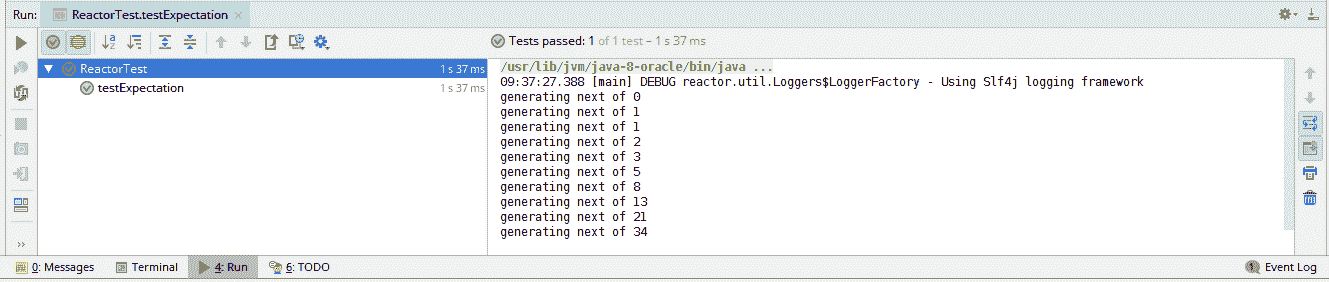 Run: ReactorTest.testExpectation
Tests passed: 1 of 1 test – 1 s 37 ms
ReactorTest 1 s 37 ms
testExpectation 1 s 37 ms
/usr/lib/jvm/java-8-oracle/bin/java ...
09:37:27.388 [main] DEBUG reactor.util.Loggers$LoggerFactory - Using Slf4j logging framework
generating next of 0
generating next of 1
generating next of 1
generating next of 2
generating next of 3
generating next of 5
generating next of 8
generating next of 13
generating next of 21
generating next of 34
0: Messages Terminal 4: Run 6: TODO 1 Event Log